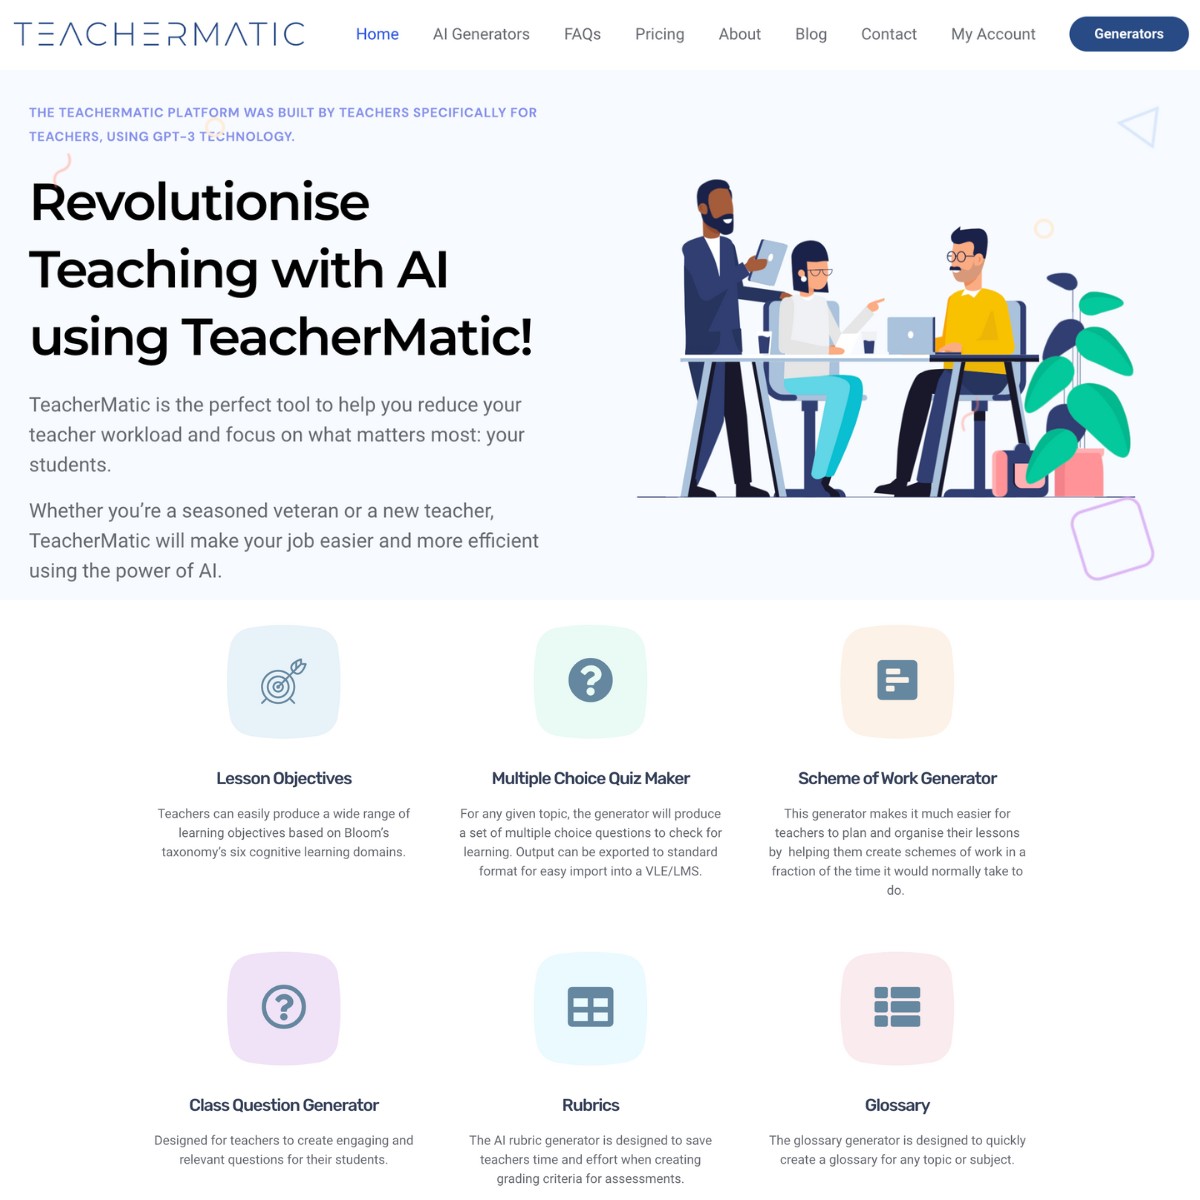 TEACHERMATIC
Home AI Generators FAQs Pricing About Blog Contact My Account Generators
THE TEACHERMATIC PLATFORM WAS BUILT BY TEACHERS SPECIFICALLY FOR
TEACHERS, USING GPT-3 TECHNOLOGY.
Revolutionise
Teaching with AI
using TeacherMatic!
TeacherMatic is the perfect tool to help you reduce your
teacher workload and focus on what matters most: your
students.
Whether you’re a seasoned veteran or a new teacher,
TeacherMatic will make your job easier and more efficient
using the power of AI.
Lesson Objectives
Teachers can easily produce a wide range of
learning objectives based on Bloom’s
taxonomy’s six cognitive learning domains.
Multiple Choice Quiz Maker
For any given topic, the generator will produce
a set of multiple choice questions to check for
learning. Output can be exported to standard
format for easy import into a VLE/LMS.
Scheme of Work Generator
This generator makes it much easier for
teachers to plan and organise their lessons
by helping them create schemes of work in a
fraction of the time it would normally take to
do.
Class Question Generator
Designed for teachers to create engaging and
relevant questions for their students.
Rubrics
The AI rubric generator is designed to save
teachers time and effort when creating
grading criteria for assessments.
Glossary
The glossary generator is designed to quickly
create a glossary for any topic or subject.